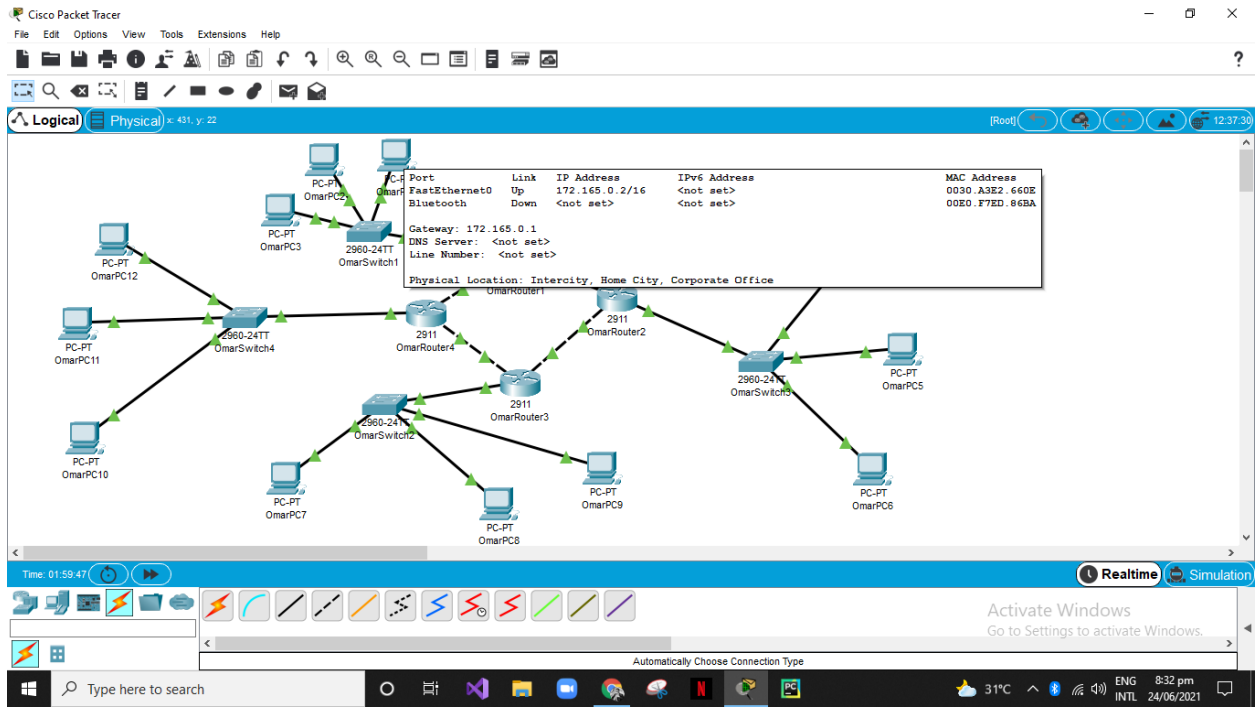 Cisco Packet Tracer
File Edit Options View Tools Extensions Help
?
Logical Physical x: 431, y: 22 [Root] 12:37:30
PC-PT
OmarPC2
PC-PT
OmarPC3
2960-24TT
OmarSwitch1
Port Link IP Address IPv6 Address MAC Address
FastEthernet0 Up 172.165.0.2/16 <not set> 0030.A3E2.660E
Bluetooth Down <not set> <not set> 00E0.F7ED.86BA
Gateway: 172.165.0.1
DNS Server: <not set>
Line Number: <not set>
Physical Location: Intercity, Home City, Corporate Office
PC-PT
OmarPC12
OmarRouter1
2911
OmarRouter4
2911
OmarRouter2
2960-24TT
OmarSwitch4
PC-PT
OmarPC11
2960-24TT
OmarSwitch3
PC-PT
OmarPC5
2911
OmarRouter3
2960-24TT
OmarSwitch2
PC-PT
OmarPC10
PC-PT
OmarPC7
PC-PT
OmarPC8
PC-PT
OmarPC9
PC-PT
OmarPC6
Time: 01:59:47 Realtime Simulation
Activate Windows
Go to Settings to activate Windows.
Automatically Choose Connection Type
Type here to search
31°C ENG 8:32 pm
INTL 24/06/2021